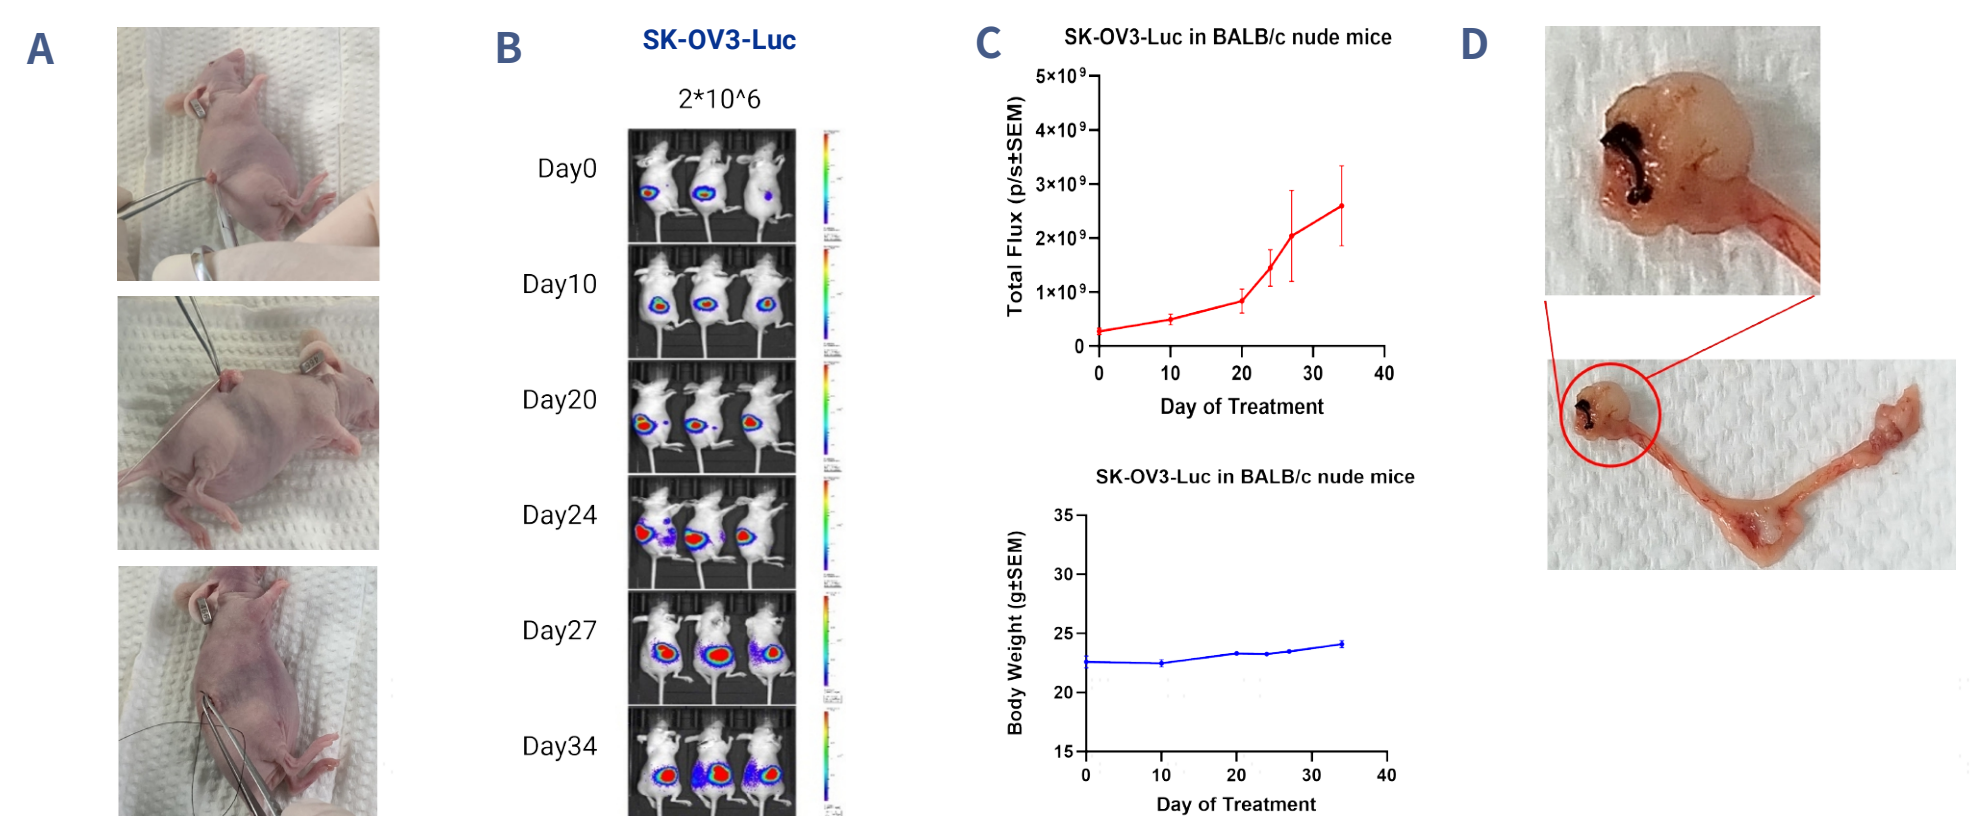 A
B
SK-OV3-Luc
2*10^6
Day0
Day10
Day20
Day24
Day27
Day34
C
SK-OV3-Luc in BALB/c nude mice
Total Flux (p/s±SEM)
5×10⁹
4×10⁹
3×10⁹
2×10⁹
1×10⁹
0
0 10 20 30 40
Day of Treatment
SK-OV3-Luc in BALB/c nude mice
Body Weight (g±SEM)
35
30
25
20
15
0 10 20 30 40
Day of Treatment
D